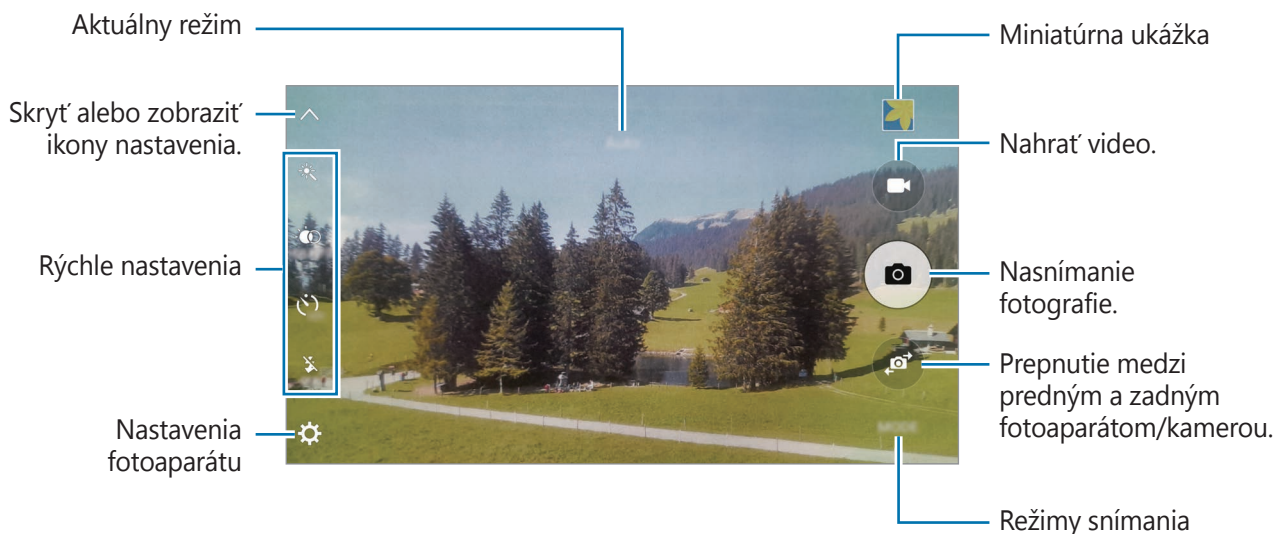 Aktuálny režim
Skryť alebo zobraziť
ikony nastavenia.
Rýchle nastavenia
Nastavenia
fotoaparátu
Miniatúrna ukážka
Nahrať video.
Nasnímanie
fotografie.
Prepnutie medzi
predným a zadným
fotoaparátom/kamerou.
MODE
Režimy snímania